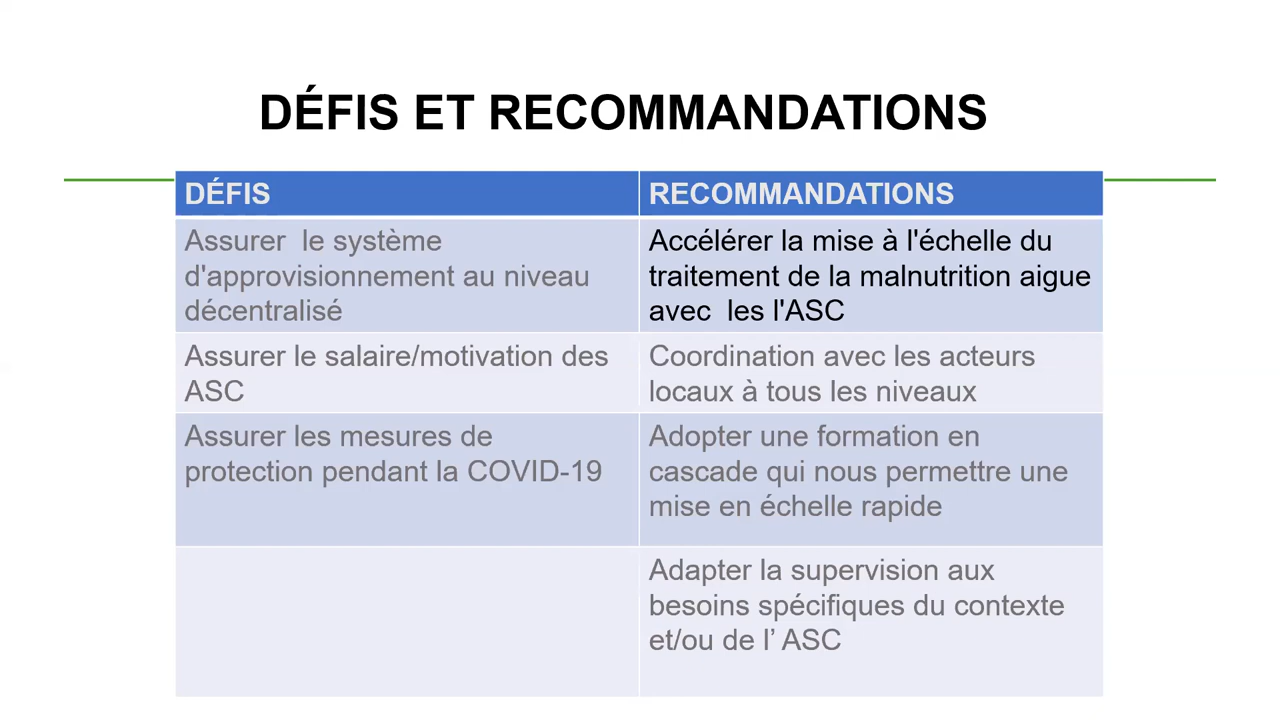 DÉFIS ET RECOMMANDATIONS
DÉFIS
RECOMMANDATIONS
Assurer  le système
d'approvisionnement au niveau
décentralisé
Accélérer la mise à l'échelle du
traitement de la malnutrition aigue
avec  les l'ASC
Assurer le salaire/motivation des
ASC
Coordination avec les acteurs
locaux à tous les niveaux
Assurer les mesures de
protection pendant la COVID-19
Adopter une formation en
cascade qui nous permettre une
mise en échelle rapide
Adapter la supervision aux
besoins spécifiques du contexte
et/ou de l’ ASC